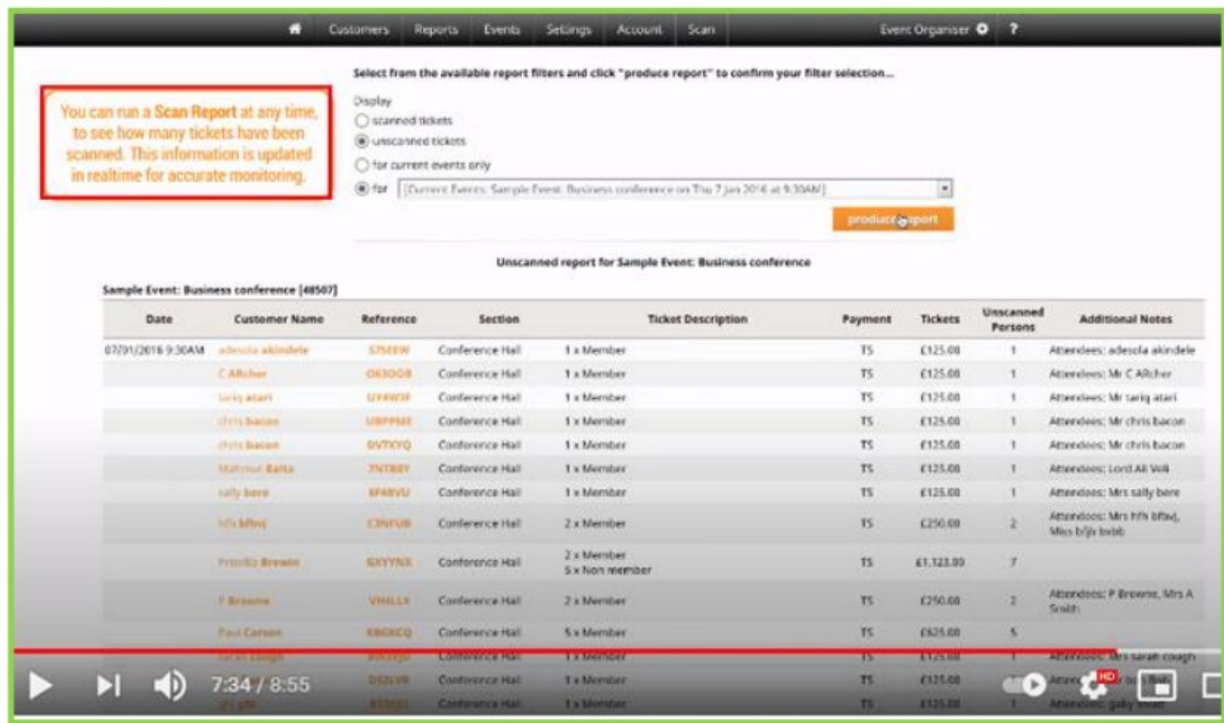 Customers Reports Events Settings Account Scan Event Organiser ?
Select from the available report filters and click "produce report" to confirm your filter selection...
You can run a Scan Report at any time,
to see how many tickets have been
scanned. This information is updated
in realtime for accurate monitoring.
Display
scanned tickets
unscanned tickets
for current events only
for [Current Events: Sample Event: Business conference on Thu 7 Jan 2016 at 9:30AM]
produce report
Unscanned report for Sample Event: Business conference
Sample Event: Business conference [48507]
Date Customer Name Reference Section Ticket Description Payment Tickets Unscanned Persons Additional Notes
07/01/2016 9:30AM adesola akindele Conference Hall 1 x Member TS £125.00 1 Attendees: adesola akindele
C ARcher Conference Hall 1 x Member TS £125.00 1 Attendees: Mr C ARcher
tariq atari Conference Hall 1 x Member TS £125.00 1 Attendees: Mr tariq atari
chris bacon Conference Hall 1 x Member TS £125.00 1 Attendees: Mr chris bacon
chris bacon DVTXYQ Conference Hall 1 x Member TS £125.00 1 Attendees: Mr chris bacon
Mahmut Balta Conference Hall 1 x Member TS £125.00 1 Attendees: Lord Ali Veli
sally bere Conference Hall 1 x Member TS £125.00 1 Attendees: Mrs sally bere
Conference Hall 2 x Member TS £250.00 2 Attendees: Mrs
Miss
Priscilla Brewin GXYYNX Conference Hall 2 x Member TS £1,123.00 7
5 x Non member
P Browne VH4LLA Conference Hall 2 x Member TS £250.00 2 Attendees: P Browne, Mrs A
Smith
Paul Carson KBGKCQ Conference Hall 5 x Member TS £625.00 5
sarah cough Conference Hall 1 x Member TS £125.00 1 Attendees: Mrs sarah cough
Conference Hall 1 x Member TS £125.00
Conference Hall 1 x Member TS £125.00 Attendees: gaby
7:34 / 8:55
HD